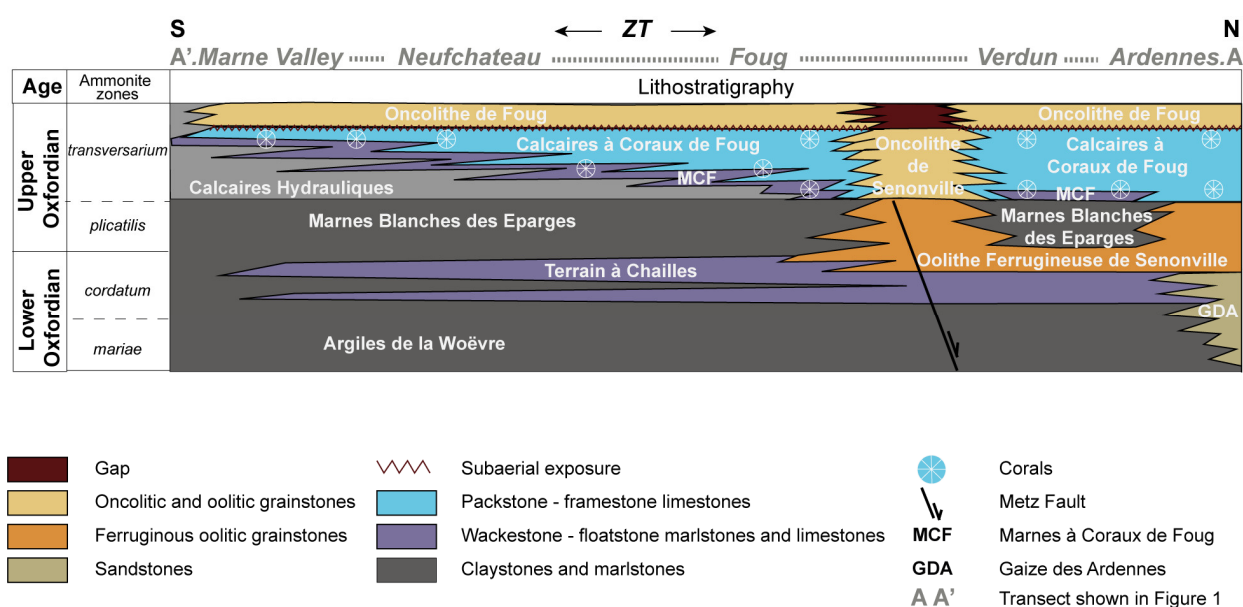 S ZT N
A'.Marne Valley Neufchateau Foug Verdun Ardennes.A
Age Ammonite zones Lithostratigraphy
Upper Oxfordian
Lower Oxfordian
transversarium
plicatilis
cordatum
mariae
Oncolithe de Foug
Oncolithe de Foug
Calcaires à Coraux de Foug
Oncolithe
de
Senonville
Calcaires à
Coraux de Foug
MCF
MCF
Calcaires Hydrauliques
Marnes Blanches des Eparges
Marnes Blanches
des Eparges
Oolithe Ferrugineuse de Senonville
Terrain à Chailles
GDA
Argiles de la Woëvre
Gap
Oncolitic and oolitic grainstones
Ferruginous oolitic grainstones
Sandstones
Subaerial exposure
Packstone - framestone limestones
Wackestone - floatstone marlstones and limestones
Claystones and marlstones
Corals
Metz Fault
MCF Marnes à Coraux de Foug
GDA Gaize des Ardennes
A A' Transect shown in Figure 1